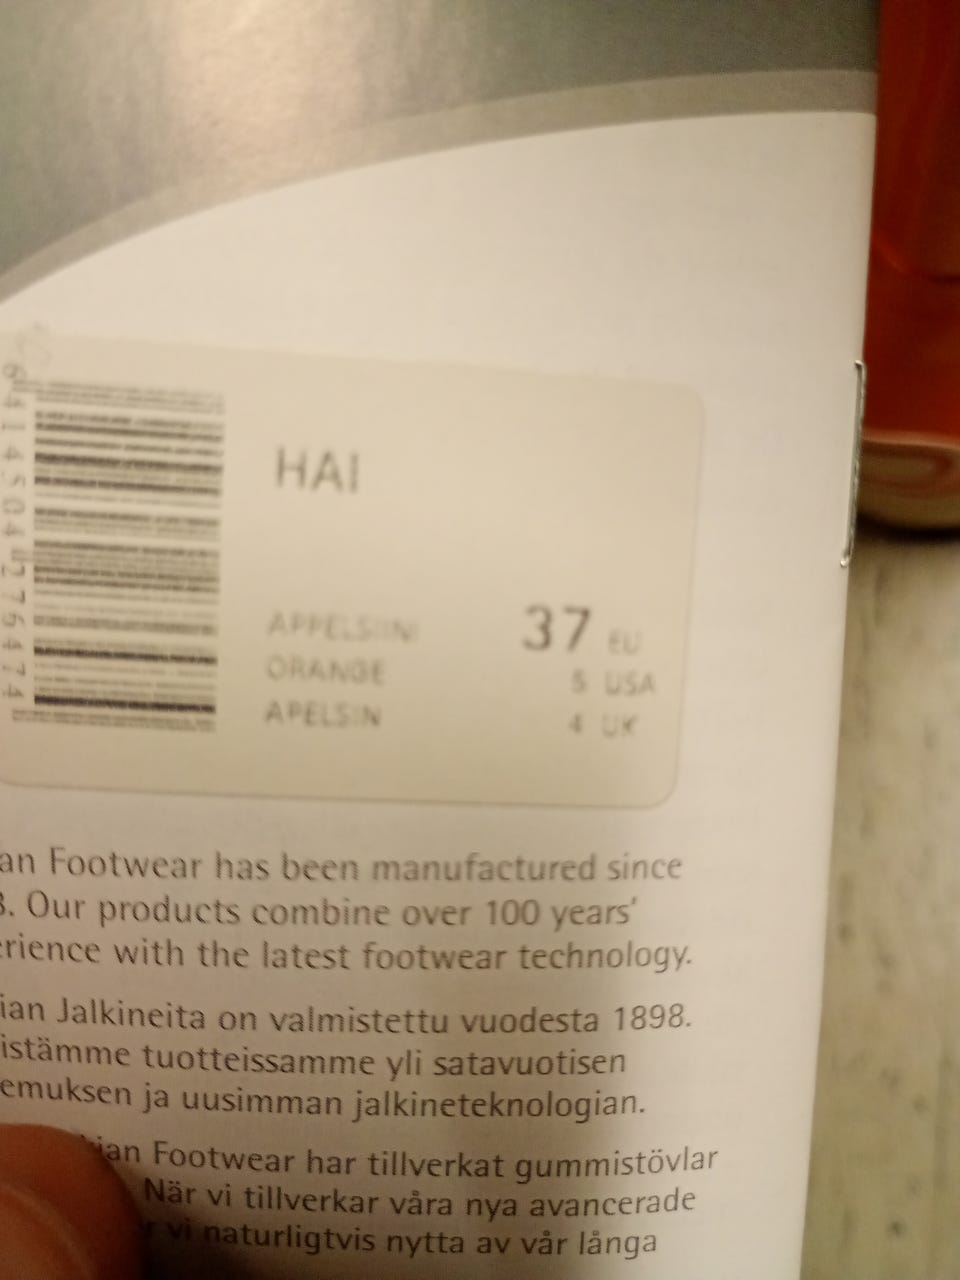 HAI
APPELSIINI 37 EU
ORANGE 5 USA
APELSIN 4 UK
an Footwear has been manufactured since
8. Our products combine over 100 years'
erience with the latest footwear technology.
ian Jalkineita on valmistettu vuodesta 1898.
istämme tuotteissamme yli satavuotisen
emuksen ja uusimman jalkineteknologian.
ian Footwear har tillverkat gummistövlar
När vi tillverkar våra nya avancerade
r vi naturligtvis nytta av vår långa